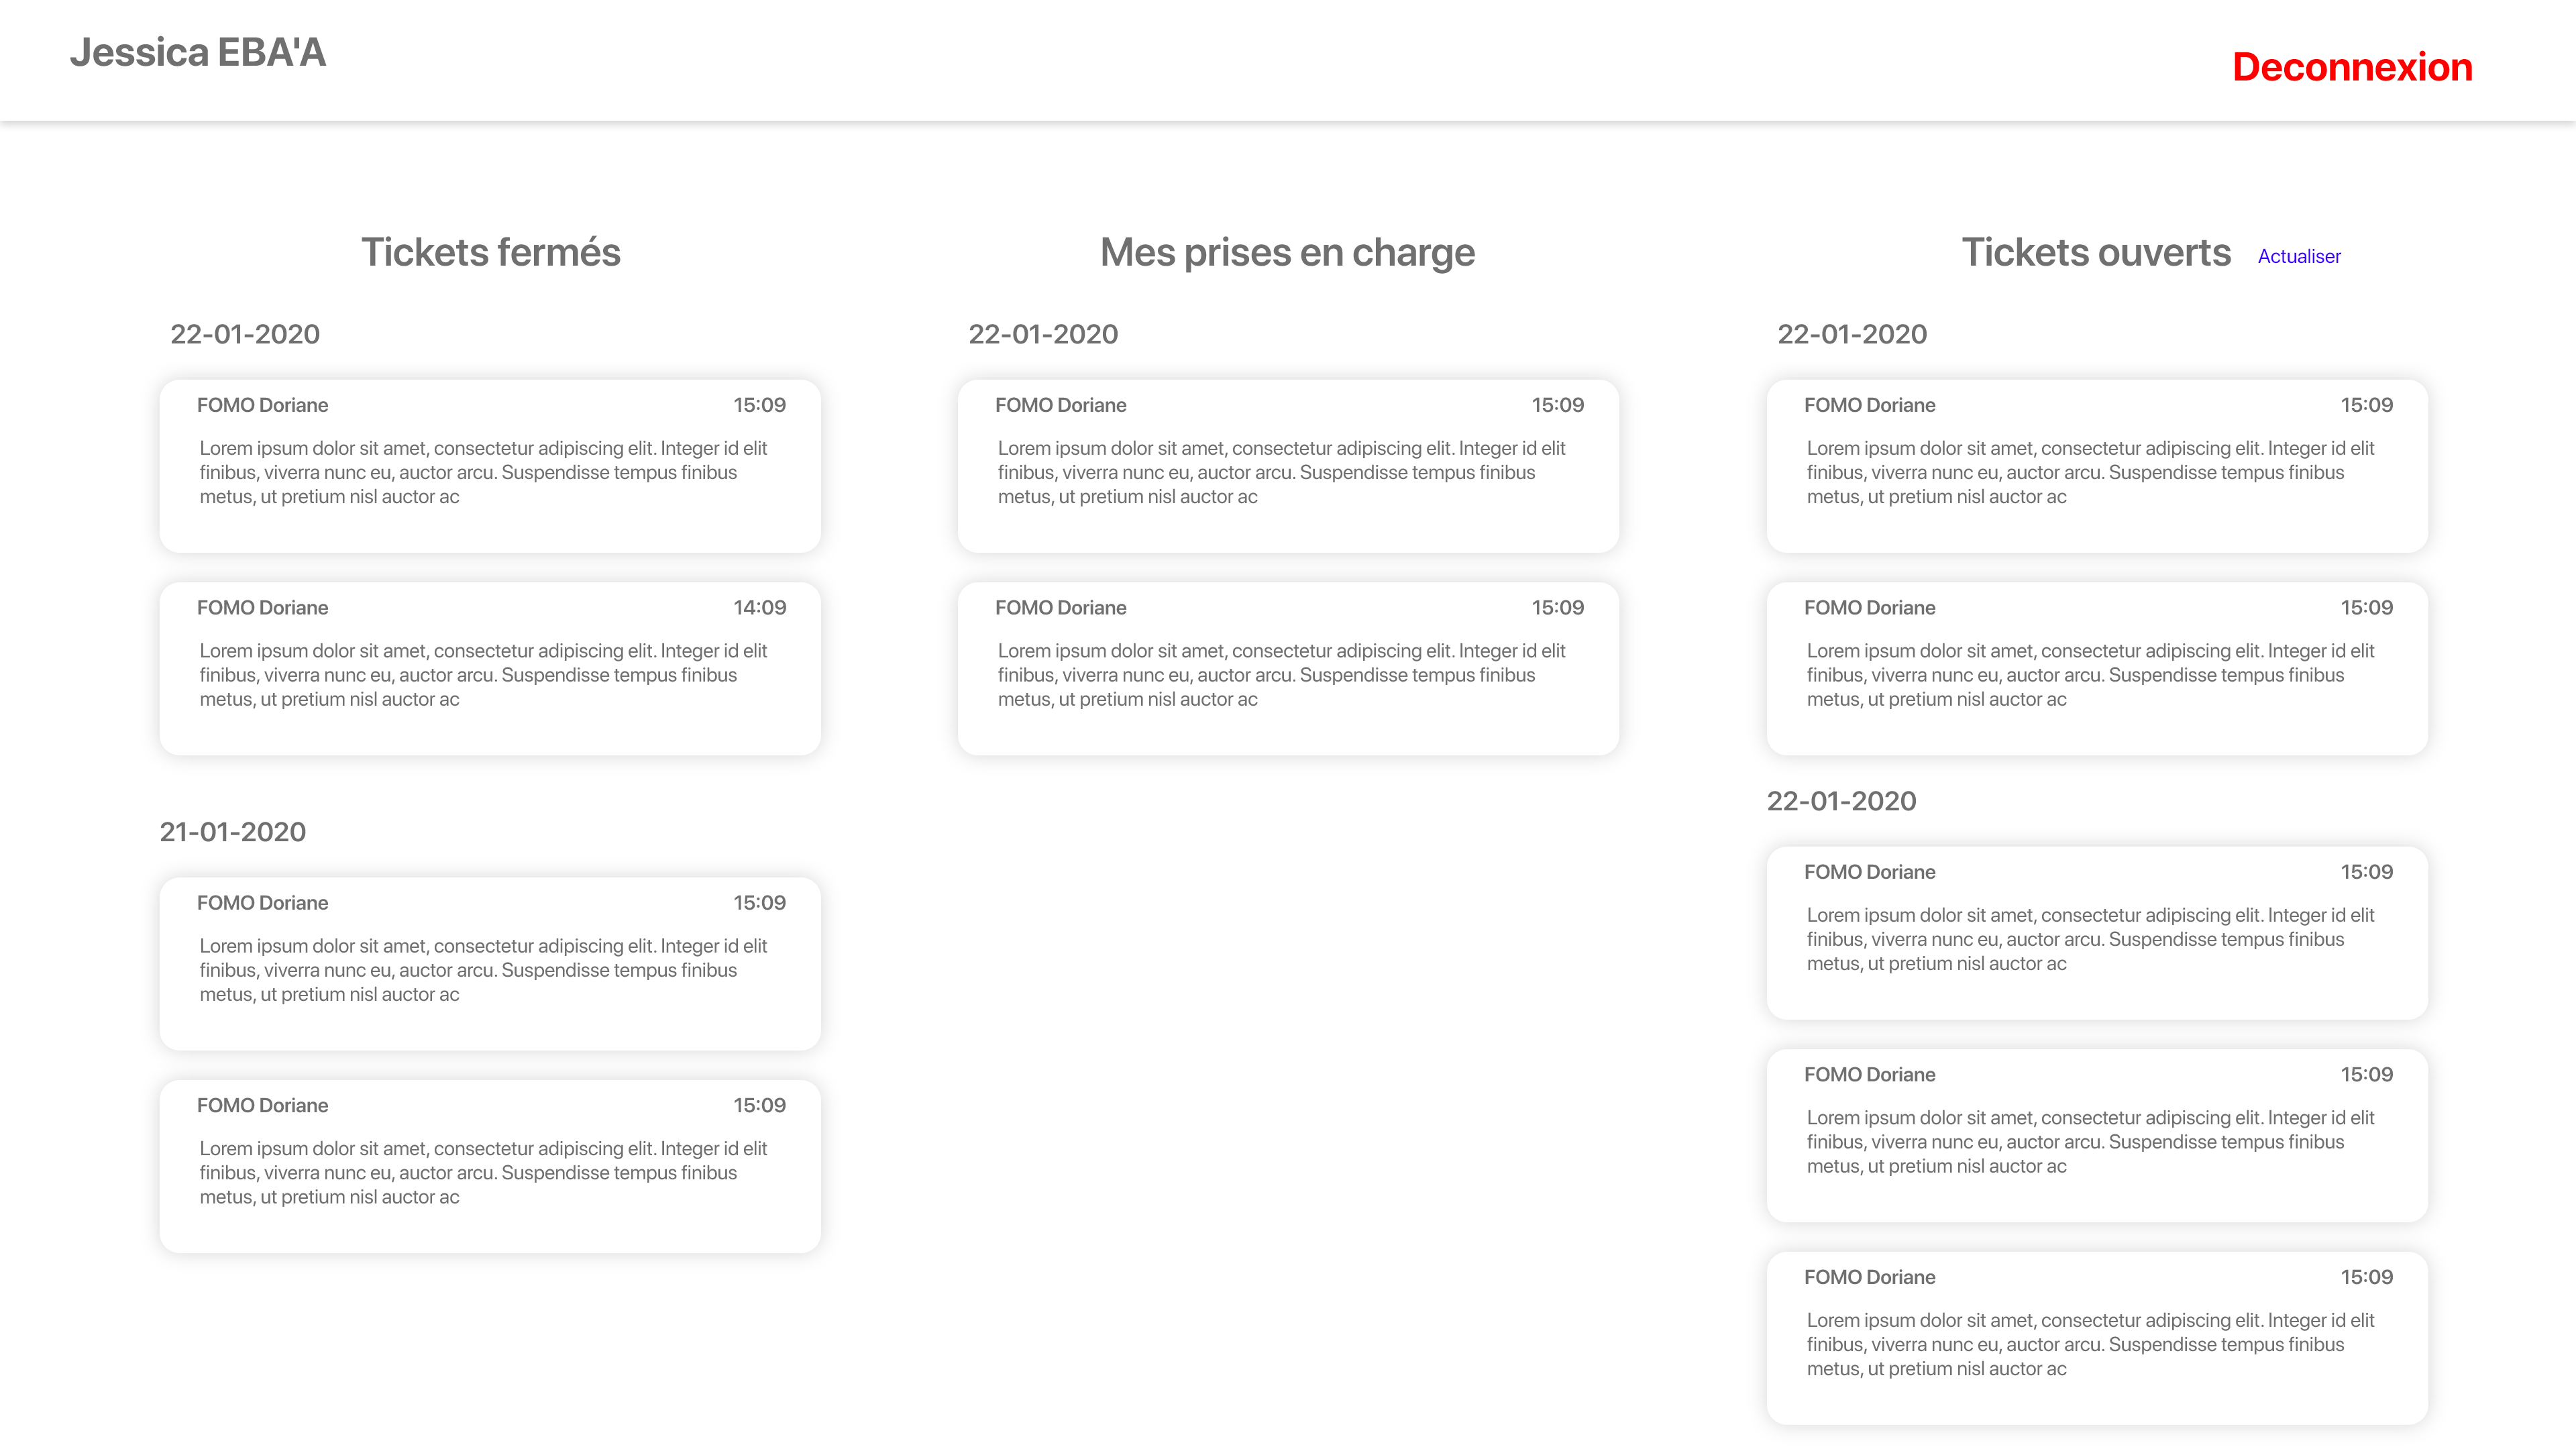 Jessica EBA'A
Deconnexion
Tickets fermés
22-01-2020
FOMO Doriane
15:09
Lorem ipsum dolor sit amet, consectetur adipiscing elit. Integer id elit
finibus, viverra nunc eu, auctor arcu. Suspendisse tempus finibus
metus, ut pretium nisl auctor ac
FOMO Doriane
14:09
Lorem ipsum dolor sit amet, consectetur adipiscing elit. Integer id elit
finibus, viverra nunc eu, auctor arcu. Suspendisse tempus finibus
metus, ut pretium nisl auctor ac
21-01-2020
FOMO Doriane
15:09
Lorem ipsum dolor sit amet, consectetur adipiscing elit. Integer id elit
finibus, viverra nunc eu, auctor arcu. Suspendisse tempus finibus
metus, ut pretium nisl auctor ac
FOMO Doriane
15:09
Lorem ipsum dolor sit amet, consectetur adipiscing elit. Integer id elit
finibus, viverra nunc eu, auctor arcu. Suspendisse tempus finibus
metus, ut pretium nisl auctor ac
Mes prises en charge
22-01-2020
FOMO Doriane
15:09
Lorem ipsum dolor sit amet, consectetur adipiscing elit. Integer id elit
finibus, viverra nunc eu, auctor arcu. Suspendisse tempus finibus
metus, ut pretium nisl auctor ac
FOMO Doriane
15:09
Lorem ipsum dolor sit amet, consectetur adipiscing elit. Integer id elit
finibus, viverra nunc eu, auctor arcu. Suspendisse tempus finibus
metus, ut pretium nisl auctor ac
Tickets ouverts
Actualiser
22-01-2020
FOMO Doriane
15:09
Lorem ipsum dolor sit amet, consectetur adipiscing elit. Integer id elit
finibus, viverra nunc eu, auctor arcu. Suspendisse tempus finibus
metus, ut pretium nisl auctor ac
FOMO Doriane
15:09
Lorem ipsum dolor sit amet, consectetur adipiscing elit. Integer id elit
finibus, viverra nunc eu, auctor arcu. Suspendisse tempus finibus
metus, ut pretium nisl auctor ac
22-01-2020
FOMO Doriane
15:09
Lorem ipsum dolor sit amet, consectetur adipiscing elit. Integer id elit
finibus, viverra nunc eu, auctor arcu. Suspendisse tempus finibus
metus, ut pretium nisl auctor ac
FOMO Doriane
15:09
Lorem ipsum dolor sit amet, consectetur adipiscing elit. Integer id elit
finibus, viverra nunc eu, auctor arcu. Suspendisse tempus finibus
metus, ut pretium nisl auctor ac
FOMO Doriane
15:09
Lorem ipsum dolor sit amet, consectetur adipiscing elit. Integer id elit
finibus, viverra nunc eu, auctor arcu. Suspendisse tempus finibus
metus, ut pretium nisl auctor ac